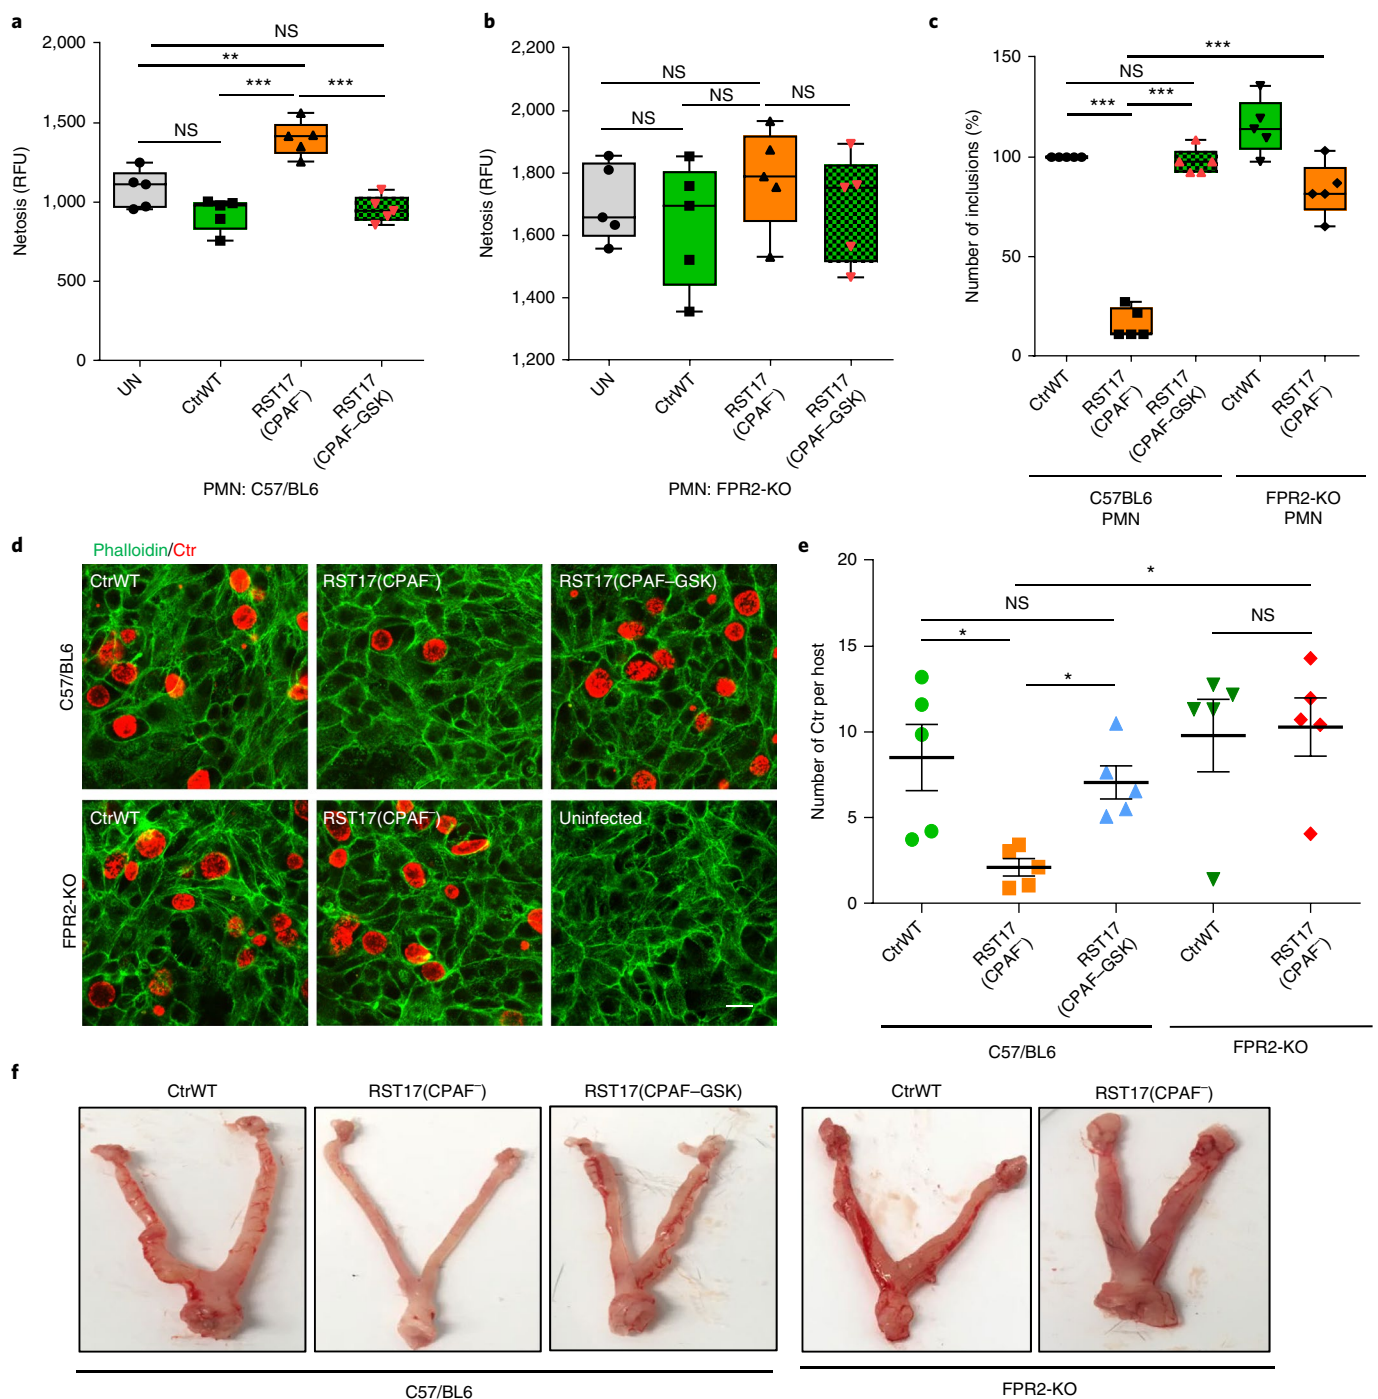 a
2,000
1,500
1,000
500
0
Netosis (RFU)
NS
**
***
***
NS
UN
CtrWT
RST17
(CPAF⁻)
RST17
(CPAF–GSK)
PMN: C57/BL6
b
2,200
2,000
1,800
1,600
1,400
1,200
Netosis (RFU)
NS
NS
NS
NS
UN
CtrWT
RST17
(CPAF⁻)
RST17
(CPAF–GSK)
PMN: FPR2-KO
c
150
100
50
0
Number of inclusions (%)
***
NS
***
***
CtrWT
RST17
(CPAF⁻)
RST17
(CPAF-GSK)
CtrWT
RST17
(CPAF⁻)
C57BL6
PMN
FPR2-KO
PMN
d
Phalloidin/Ctr
C57/BL6
CtrWT
RST17(CPAF⁻)
RST17(CPAF–GSK)
FPR2-KO
CtrWT
RST17(CPAF⁻)
Uninfected
e
20
15
10
5
0
Number of Ctr per host
*
NS
NS
*
*
CtrWT
RST17
(CPAF⁻)
RST17
(CPAF–GSK)
CtrWT
RST17
(CPAF⁻)
C57/BL6
FPR2-KO
f
CtrWT
RST17(CPAF⁻)
RST17(CPAF–GSK)
CtrWT
RST17(CPAF⁻)
C57/BL6
FPR2-KO